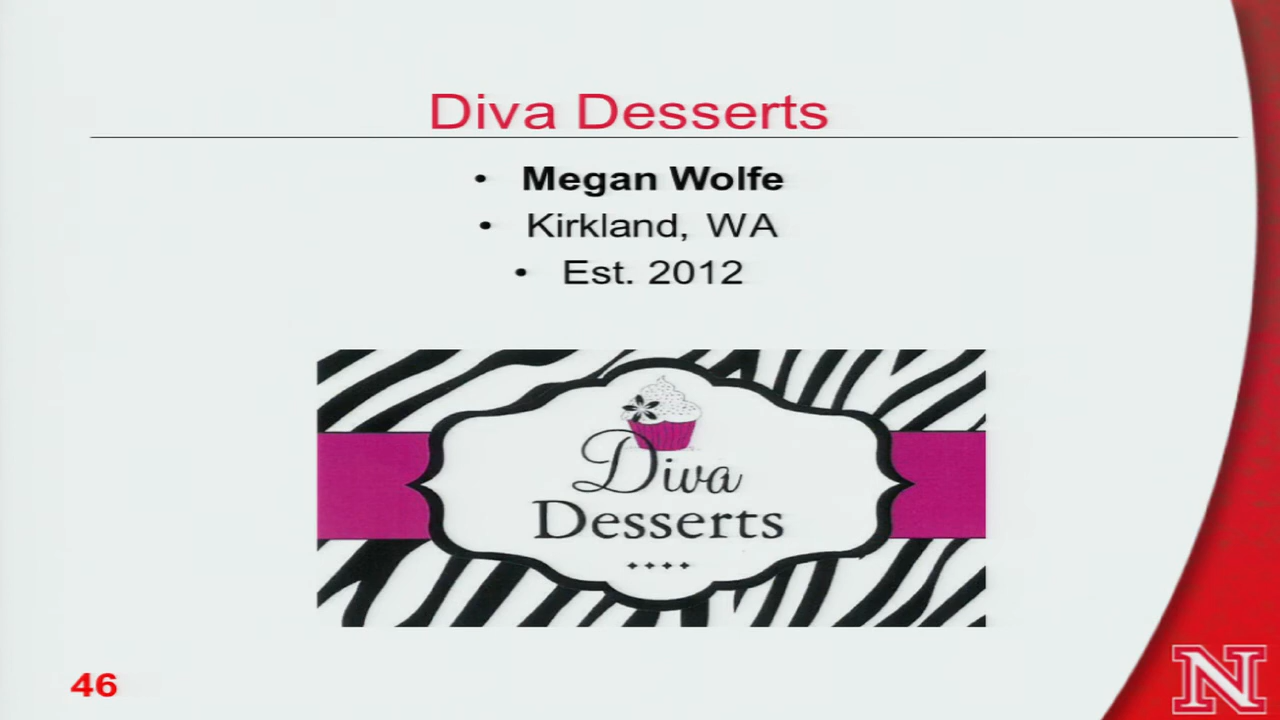 Diva Desserts
• Megan Wolfe
• Kirkland, WA
• Est. 2012
Diva
Desserts
46
N